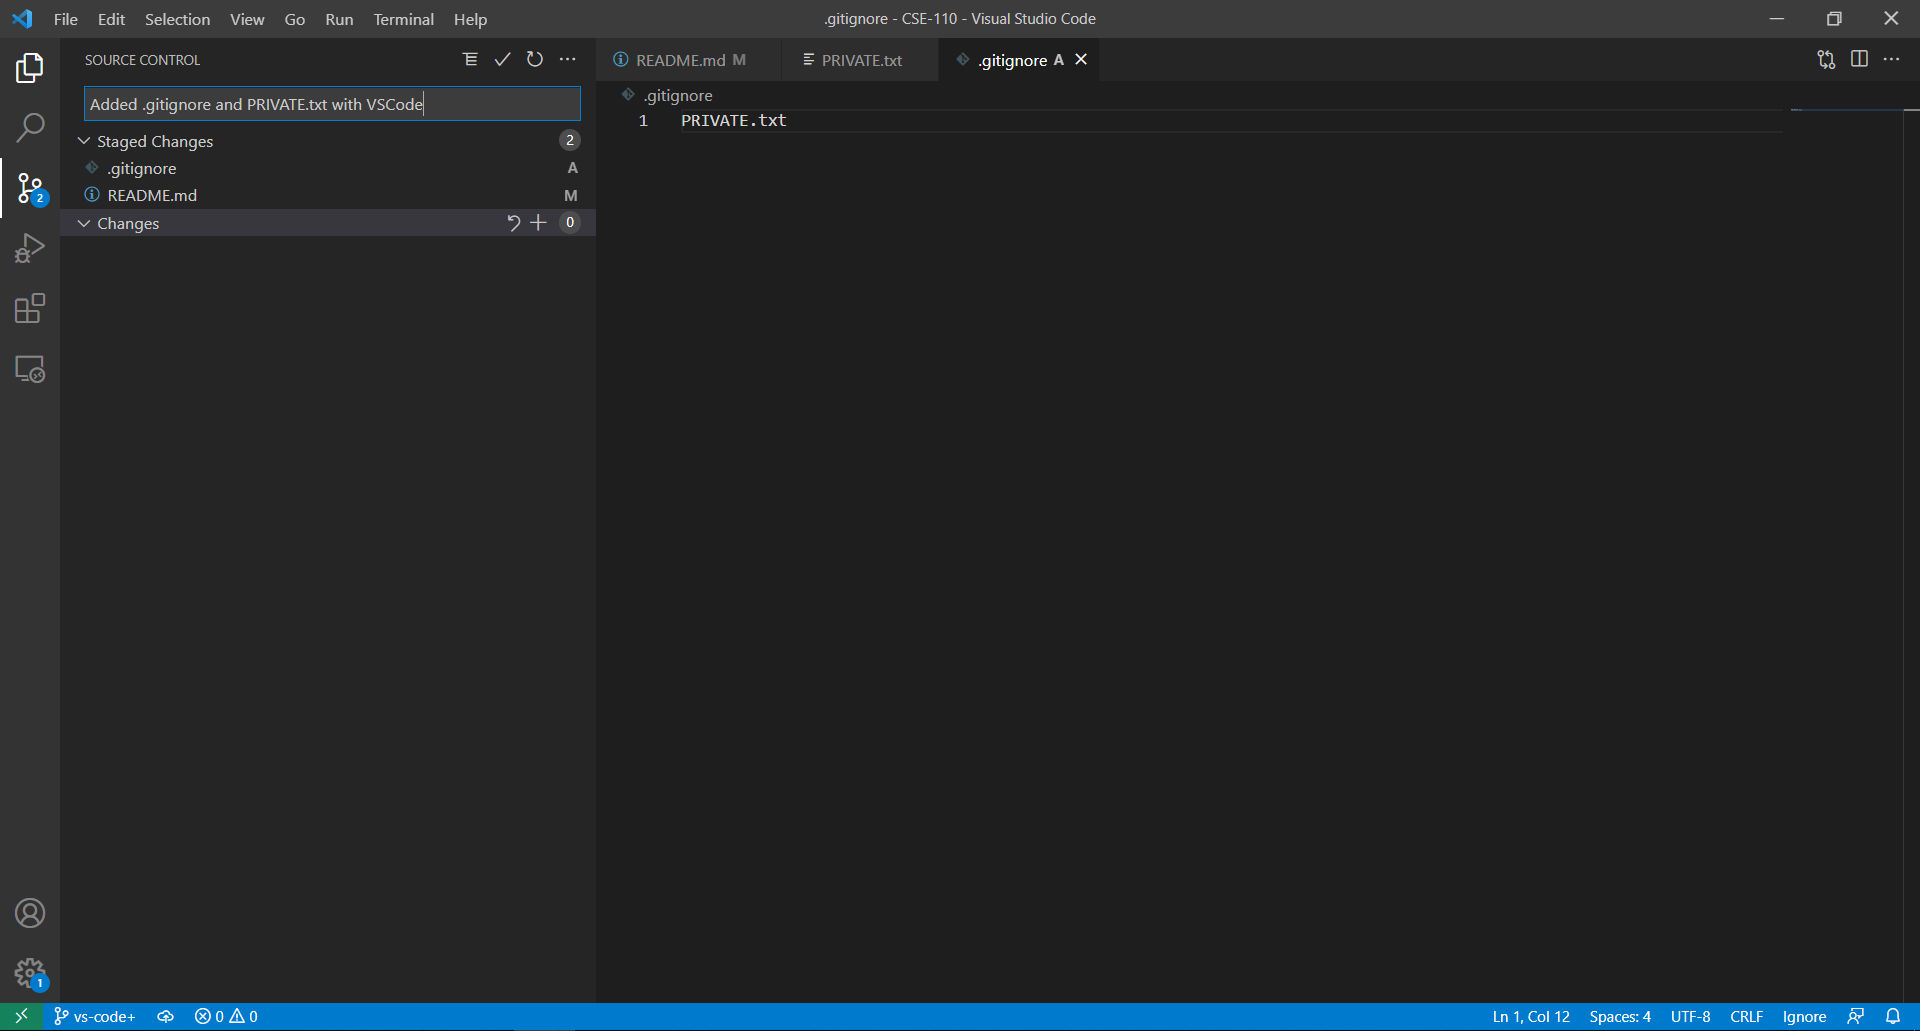 File Edit Selection View Go Run Terminal Help
.gitignore - CSE-110 - Visual Studio Code
SOURCE CONTROL
Added .gitignore and PRIVATE.txt with VSCode
Staged Changes 2
.gitignore A
README.md M
Changes 0
2
1
README.md M
PRIVATE.txt
.gitignore A
.gitignore
1 PRIVATE.txt
vs-code+ 0 0
Ln 1, Col 12 Spaces: 4 UTF-8 CRLF Ignore